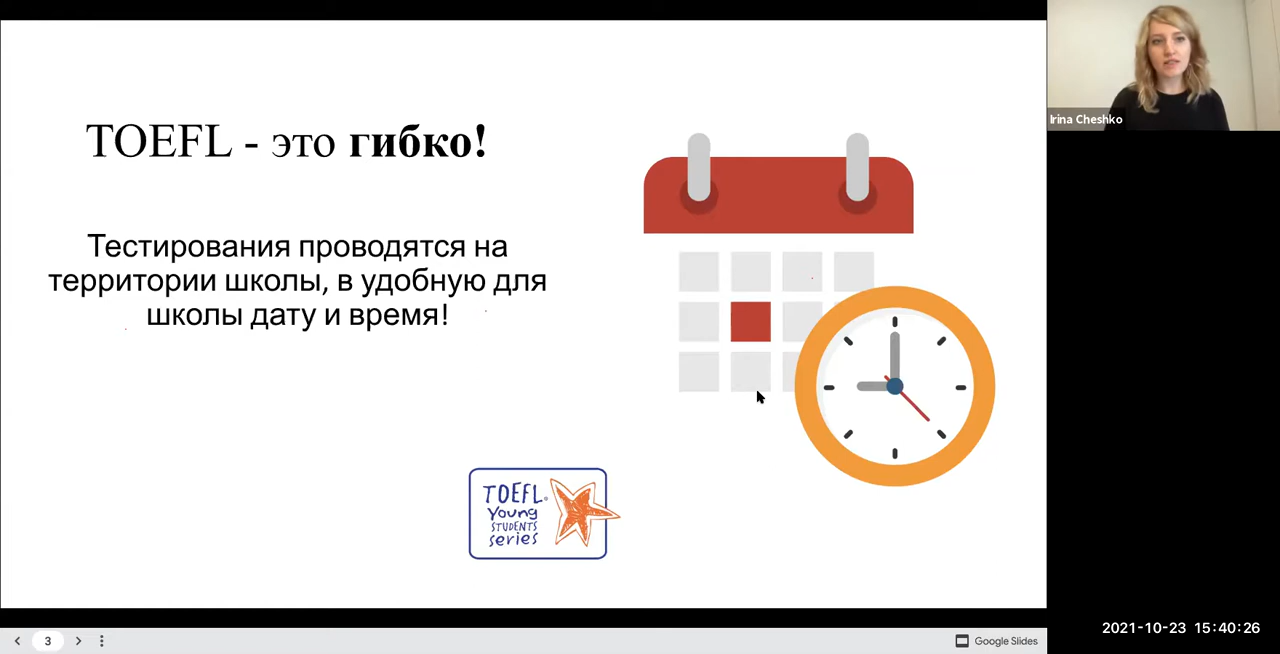 TOEFL - это гибко!
Тестирования проводятся на
территории школы, в удобную для
школы дату и время!
TOEFL®
Young
STUDENTS
series
Irina Cheshko
3
Google Slides
2021-10-23 15:40:26